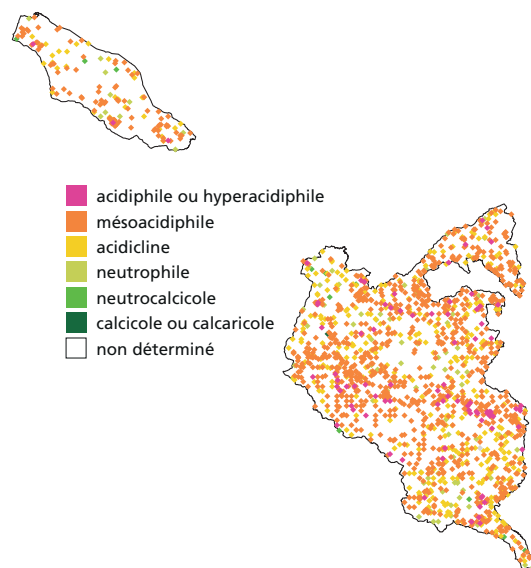 acidiphile ou hyperacidiphile
mésoacidiphile
acidicline
neutrophile
neutrocalcicole
calcicole ou calcaricole
non déterminé